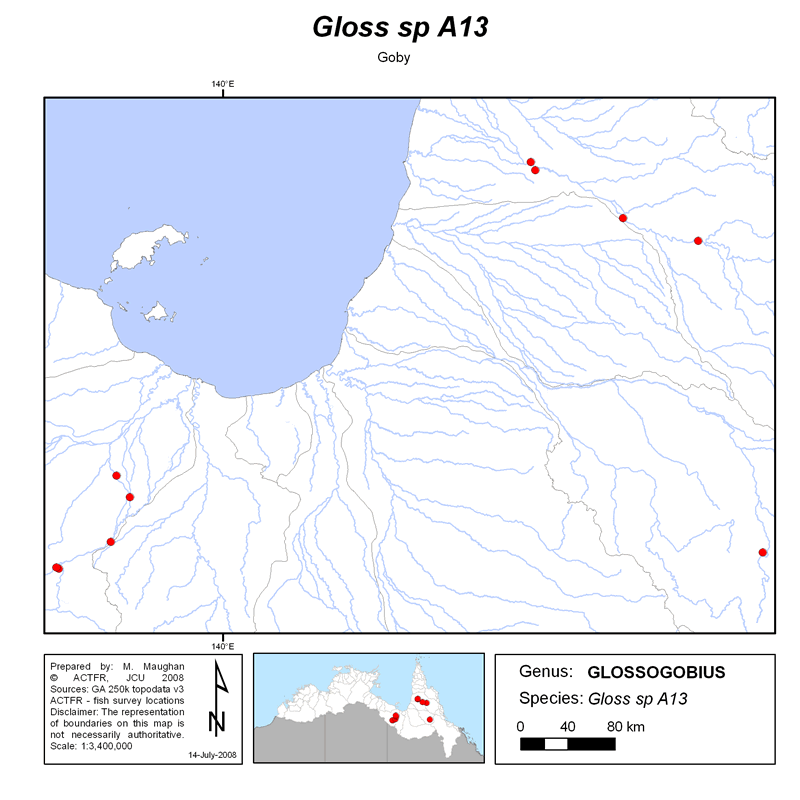 Gloss sp A13
Goby
140°E
140°E
Prepared by: M. Maughan
© ACTFR, JCU 2008
Sources: GA 250k topodata v3
ACTFR - fish survey locations
Disclaimer: The representation
of boundaries on this map is
not necessarily authoritative.
Scale: 1:3,400,000
N
14-July-2008
Genus: GLOSSOGOBIUS
Species: Gloss sp A13
0 40 80 km